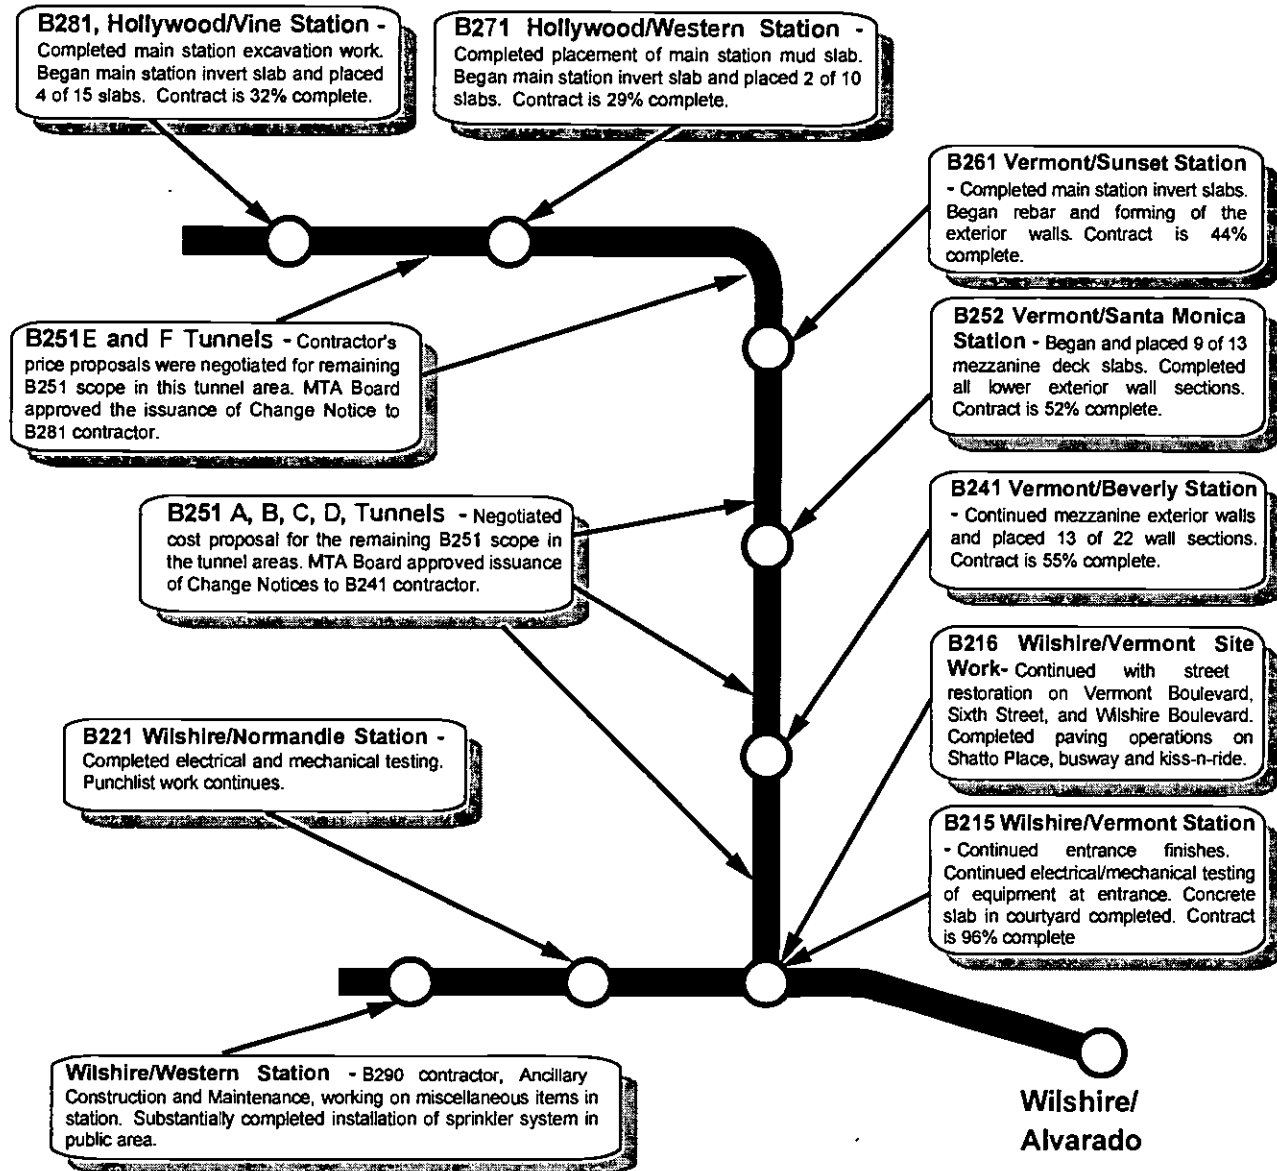 B281, Hollywood/Vine Station -
Completed main station excavation work.
Began main station invert slab and placed
4 of 15 slabs. Contract is 32% complete.
B271 Hollywood/Western Station -
Completed placement of main station mud slab.
Began main station invert slab and placed 2 of 10
slabs. Contract is 29% complete.
B261 Vermont/Sunset Station
- Completed main station invert slabs.
Began rebar and forming of the
exterior walls. Contract is 44%
complete.
B251E and F Tunnels - Contractor's
price proposals were negotiated for remaining
B251 scope in this tunnel area. MTA Board
approved the issuance of Change Notice to
B281 contractor.
B252 Vermont/Santa Monica
Station - Began and placed 9 of 13
mezzanine deck slabs. Completed
all lower exterior wall sections.
Contract is 52% complete.
B251 A, B, C, D, Tunnels - Negotiated
cost proposal for the remaining B251 scope in
the tunnel areas. MTA Board approved issuance
of Change Notices to B241 contractor.
B241 Vermont/Beverly Station
- Continued mezzanine exterior walls
and placed 13 of 22 wall sections.
Contract is 55% complete.
B216 Wilshire/Vermont Site
Work- Continued with street
restoration on Vermont Boulevard,
Sixth Street, and Wilshire Boulevard.
Completed paving operations on
Shatto Place, busway and kiss-n-ride.
B221 Wilshire/Normandie Station -
Completed electrical and mechanical testing.
Punchlist work continues.
B215 Wilshire/Vermont Station
- Continued entrance finishes.
Continued electrical/mechanical testing
of equipment at entrance. Concrete
slab in courtyard completed. Contract
is 96% complete
Wilshire/Western Station - B290 contractor, Ancillary
Construction and Maintenance, working on miscellaneous items in
station. Substantially completed installation of sprinkler system in
public area.
Wilshire/
Alvarado